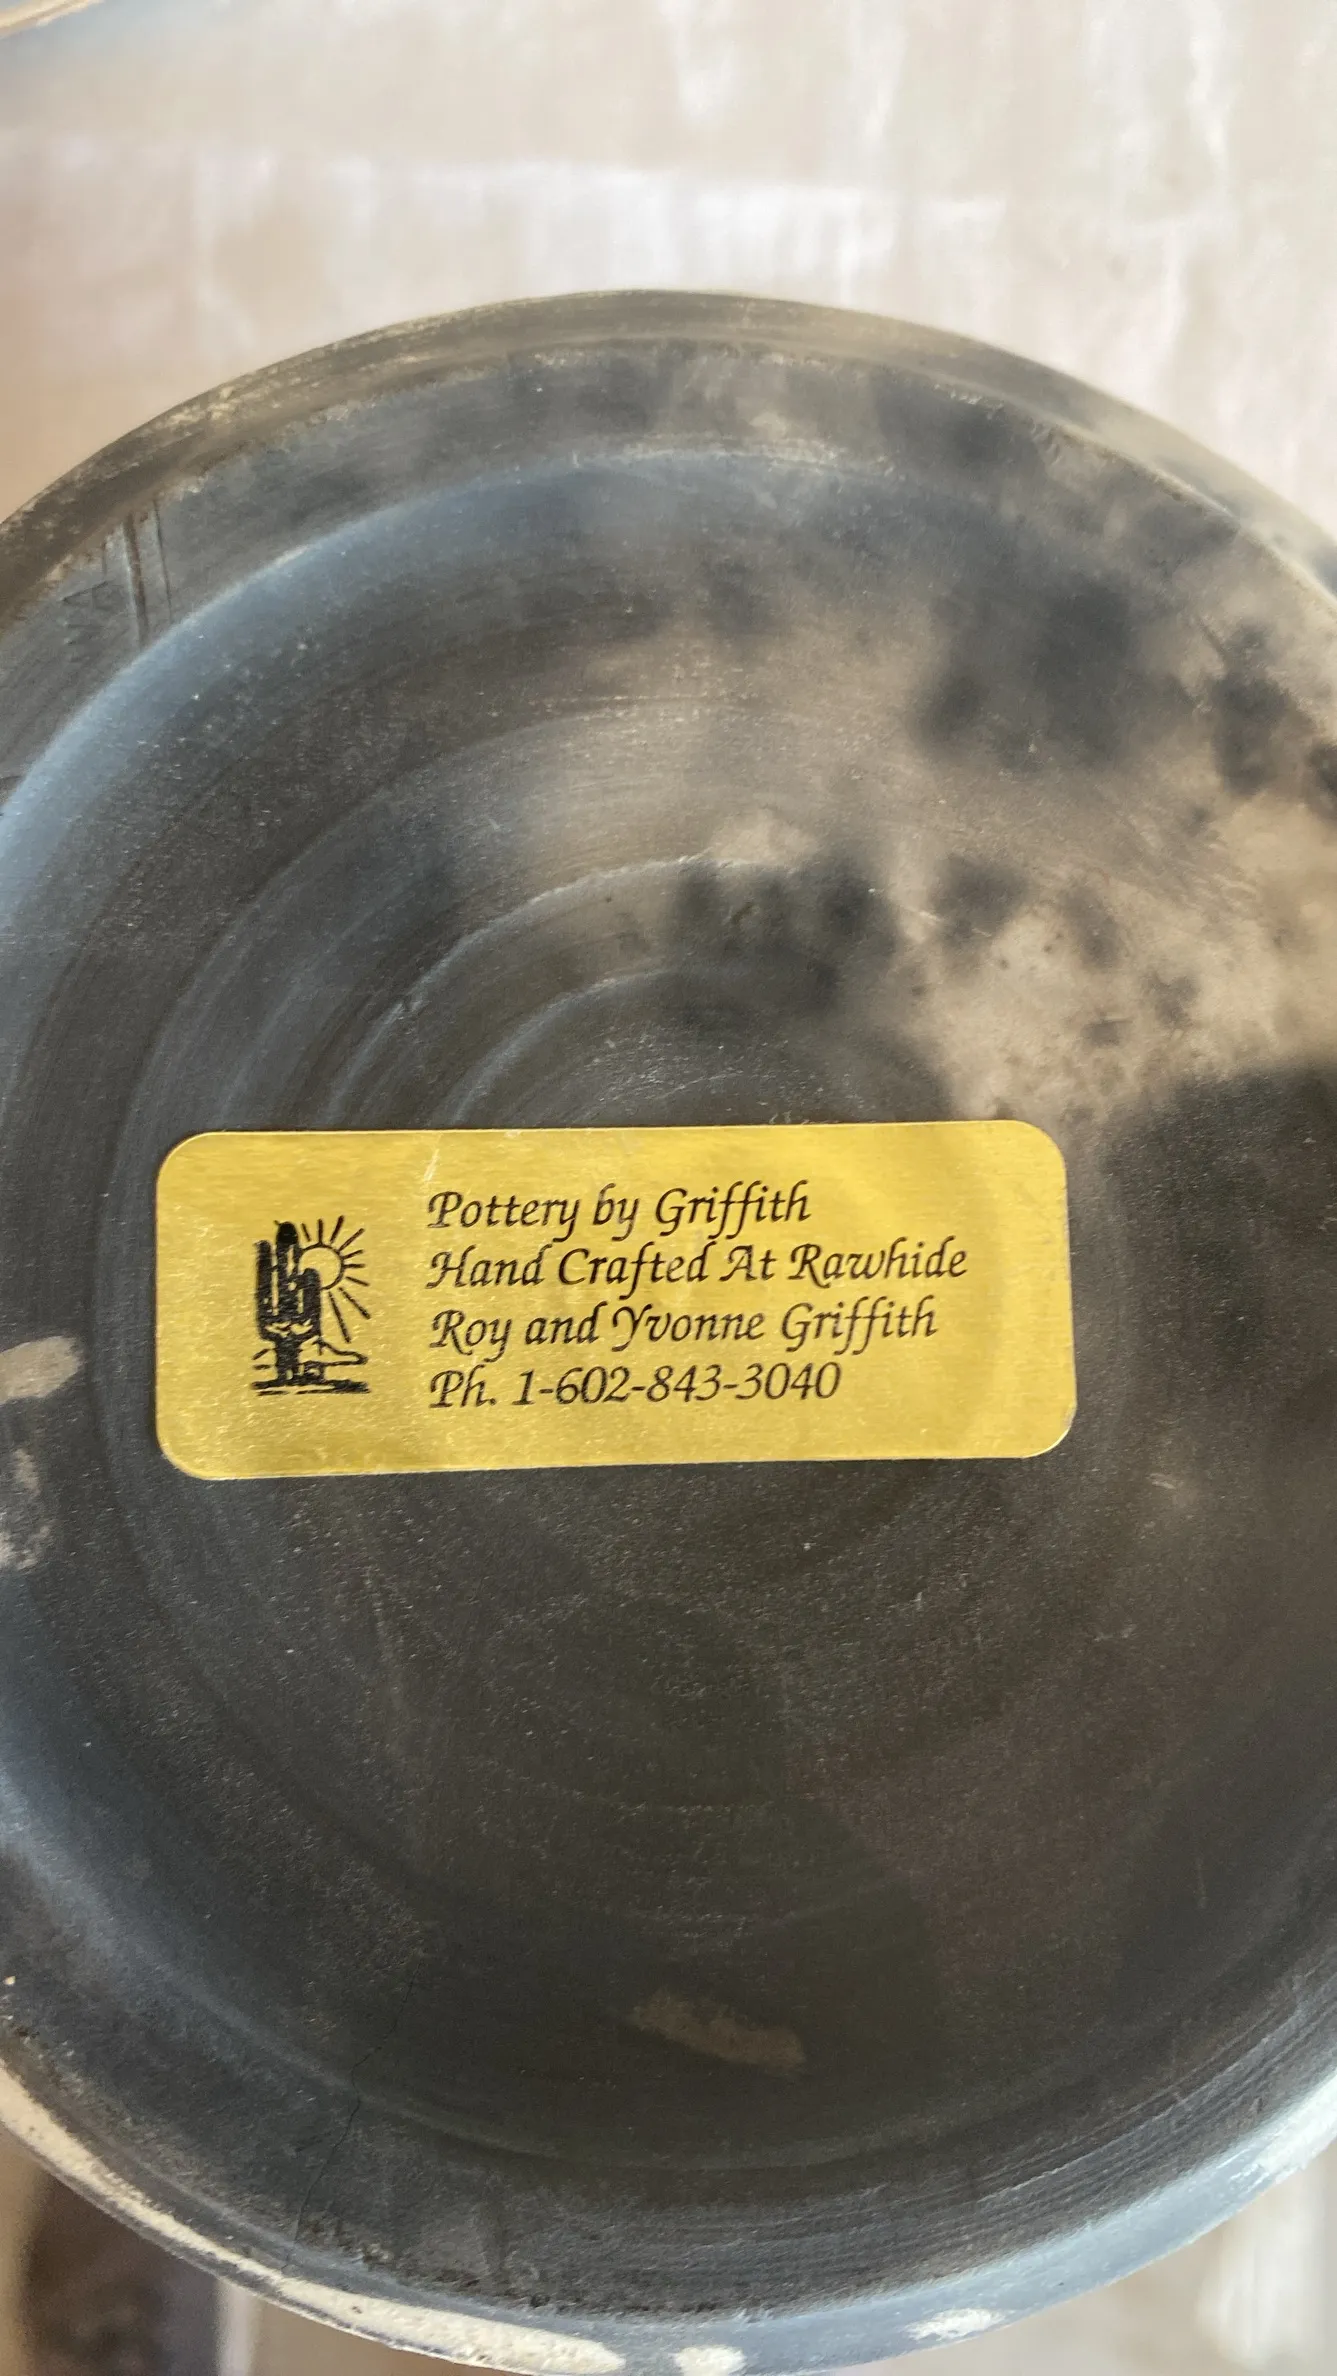 Pottery by Griffith
Hand Crafted At Rawhide
Roy and Yvonne Griffith
Ph. 1-602-843-3040